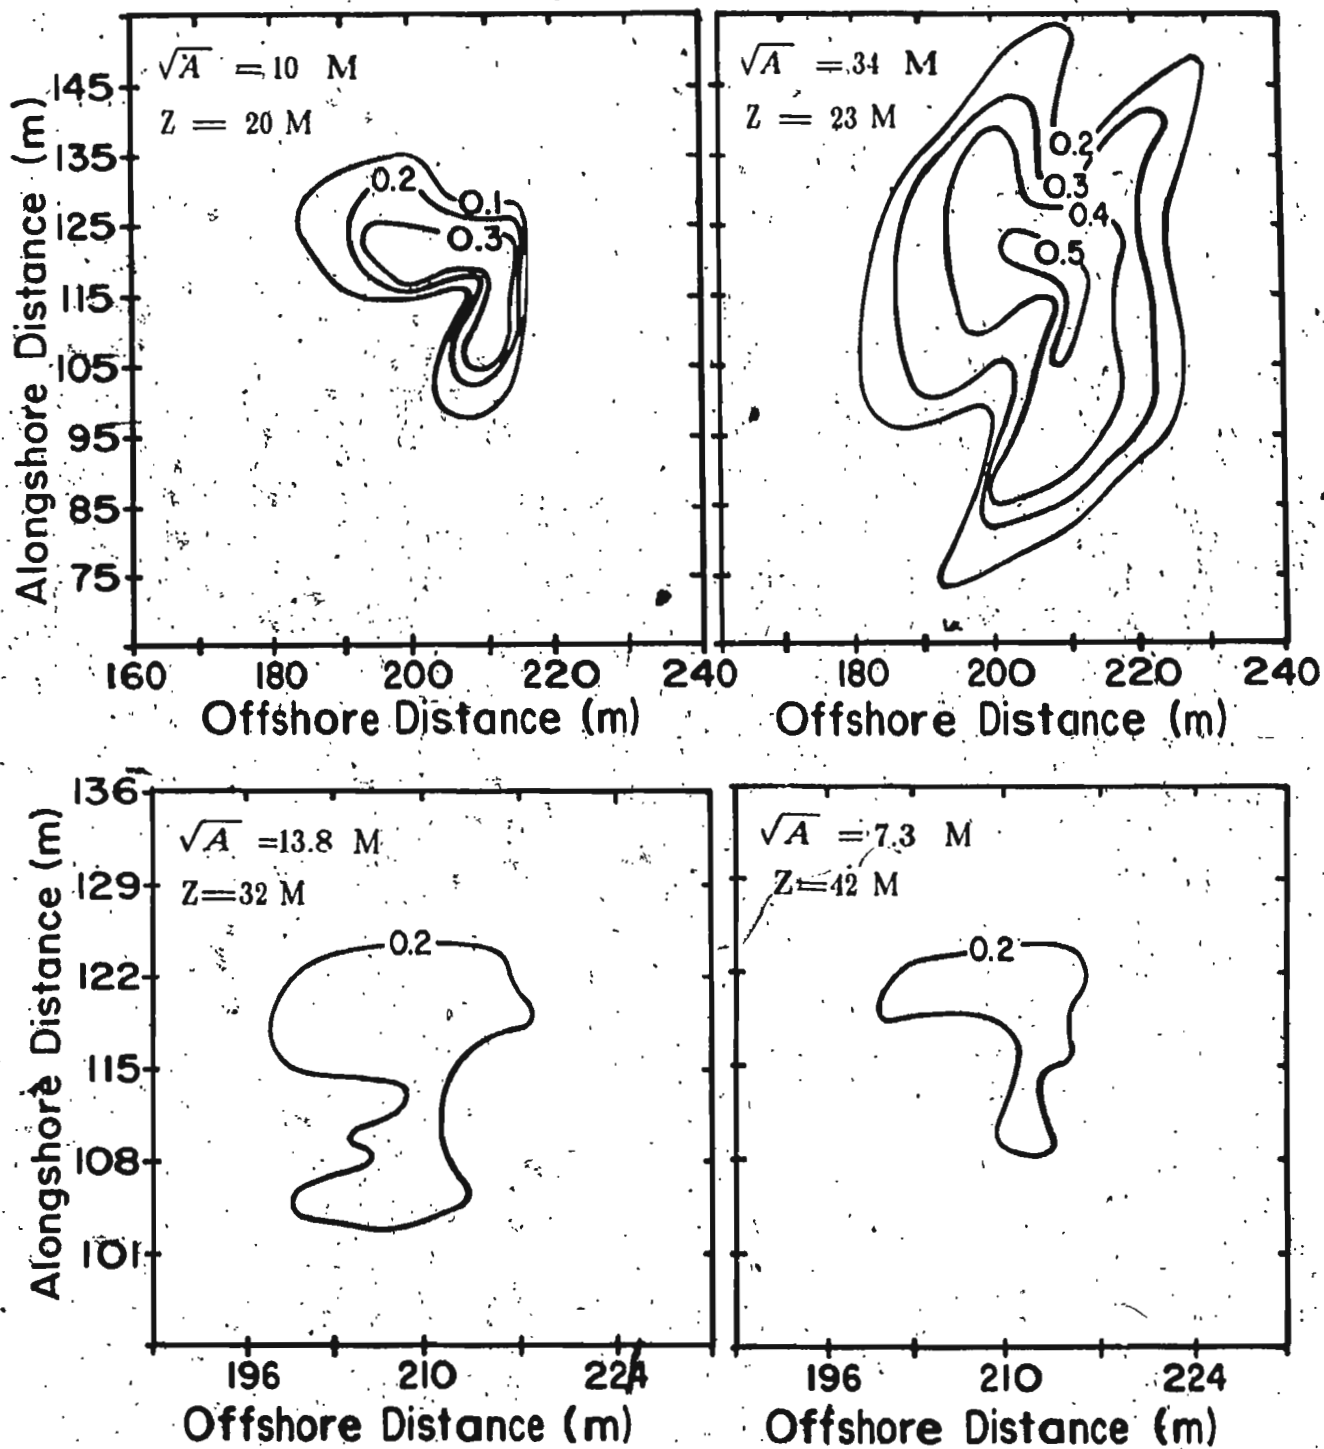 √A = 10 M
Z = 20 M
0.2
0.1
0.3
145
135
125
115
105
95
85
75
Alongshore Distance (m)
160 180 200 220 240
Offshore Distance (m)
√A = 34 M
Z = 23 M
0.2
0.3
0.4
0.5
180 200 220 240
Offshore Distance (m)
√A =13.8 M
Z=32 M
0.2
136
129
122
115
108
101
Alongshore Distance (m)
196 210 224
Offshore Distance (m)
√A = 7.3 M
Z=42 M
0.2
196 210 224
Offshore Distance (m)